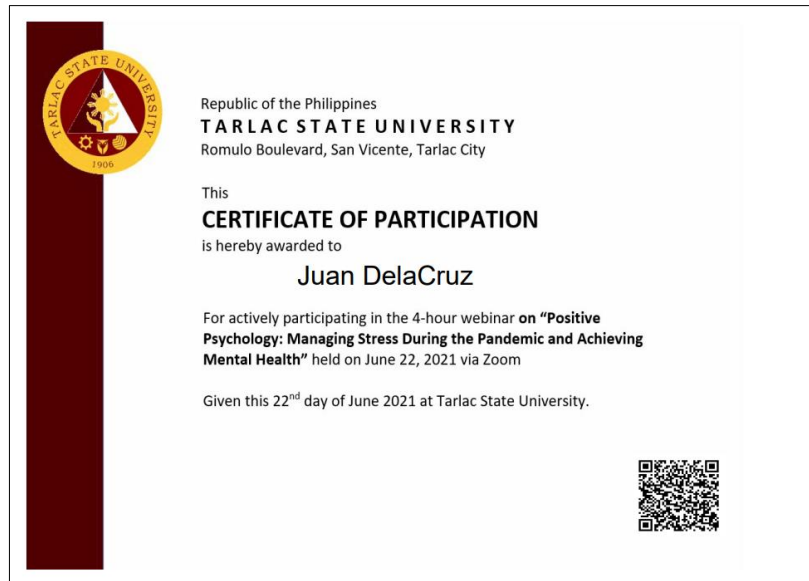 TARLAC STATE UNIVERSITY
1906
Republic of the Philippines
TARLAC STATE UNIVERSITY
Romulo Boulevard, San Vicente, Tarlac City
This
CERTIFICATE OF PARTICIPATION
is hereby awarded to
Juan DelaCruz
For actively participating in the 4-hour webinar on “Positive
Psychology: Managing Stress During the Pandemic and Achieving
Mental Health” held on June 22, 2021 via Zoom
Given this 22nd day of June 2021 at Tarlac State University.